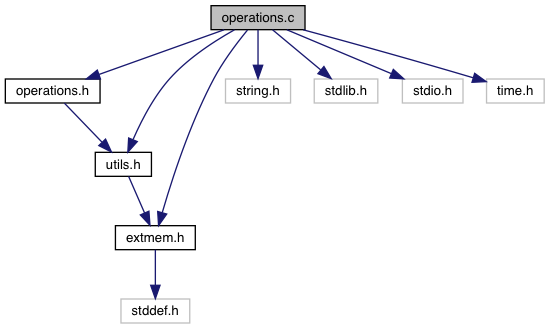 operations.c
operations.h
string.h
stdlib.h
stdio.h
time.h
utils.h
extmem.h
stddef.h